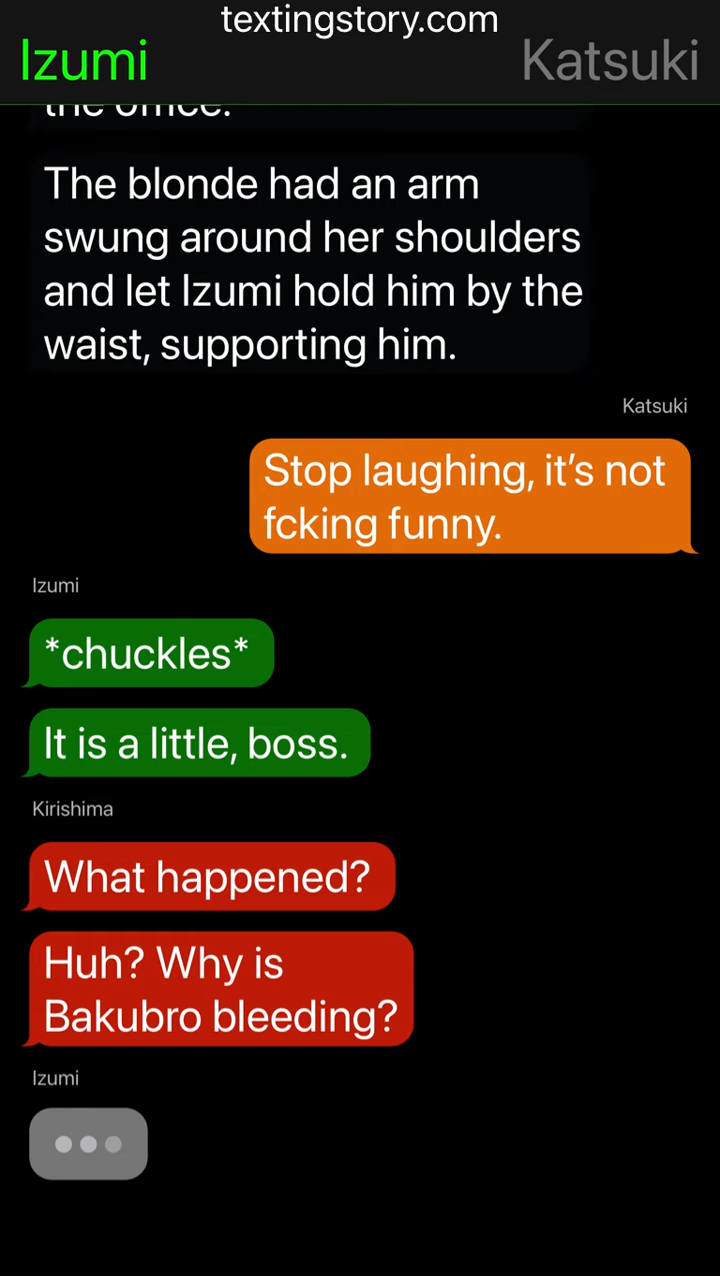 textingstory.com
Izumi
Katsuki
the office.
The blonde had an arm
swung around her shoulders
and let Izumi hold him by the
waist, supporting him.
Katsuki
Stop laughing, it's not
fcking funny.
Izumi
*chuckles*
It is a little, boss.
Kirishima
What happened?
Huh? Why is
Bakubro bleeding?
Izumi